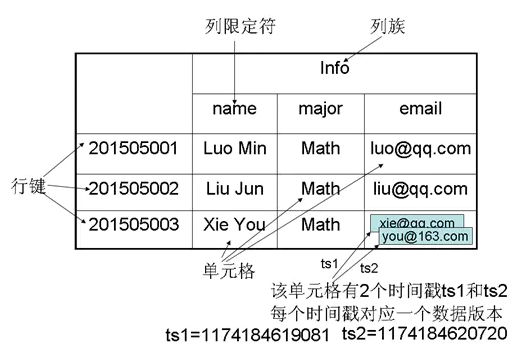 列限定符 列族
Info
name major email
201505001 Luo Min Math luo@qq.com
行键 201505002 Liu Jun Math liu@qq.com
201505003 Xie You Math xie@qq.com
you@163.com
单元格 ts1 ts2
该单元格有2个时间戳ts1和ts2
每个时间戳对应一个数据版本
ts1=1174184619081 ts2=1174184620720